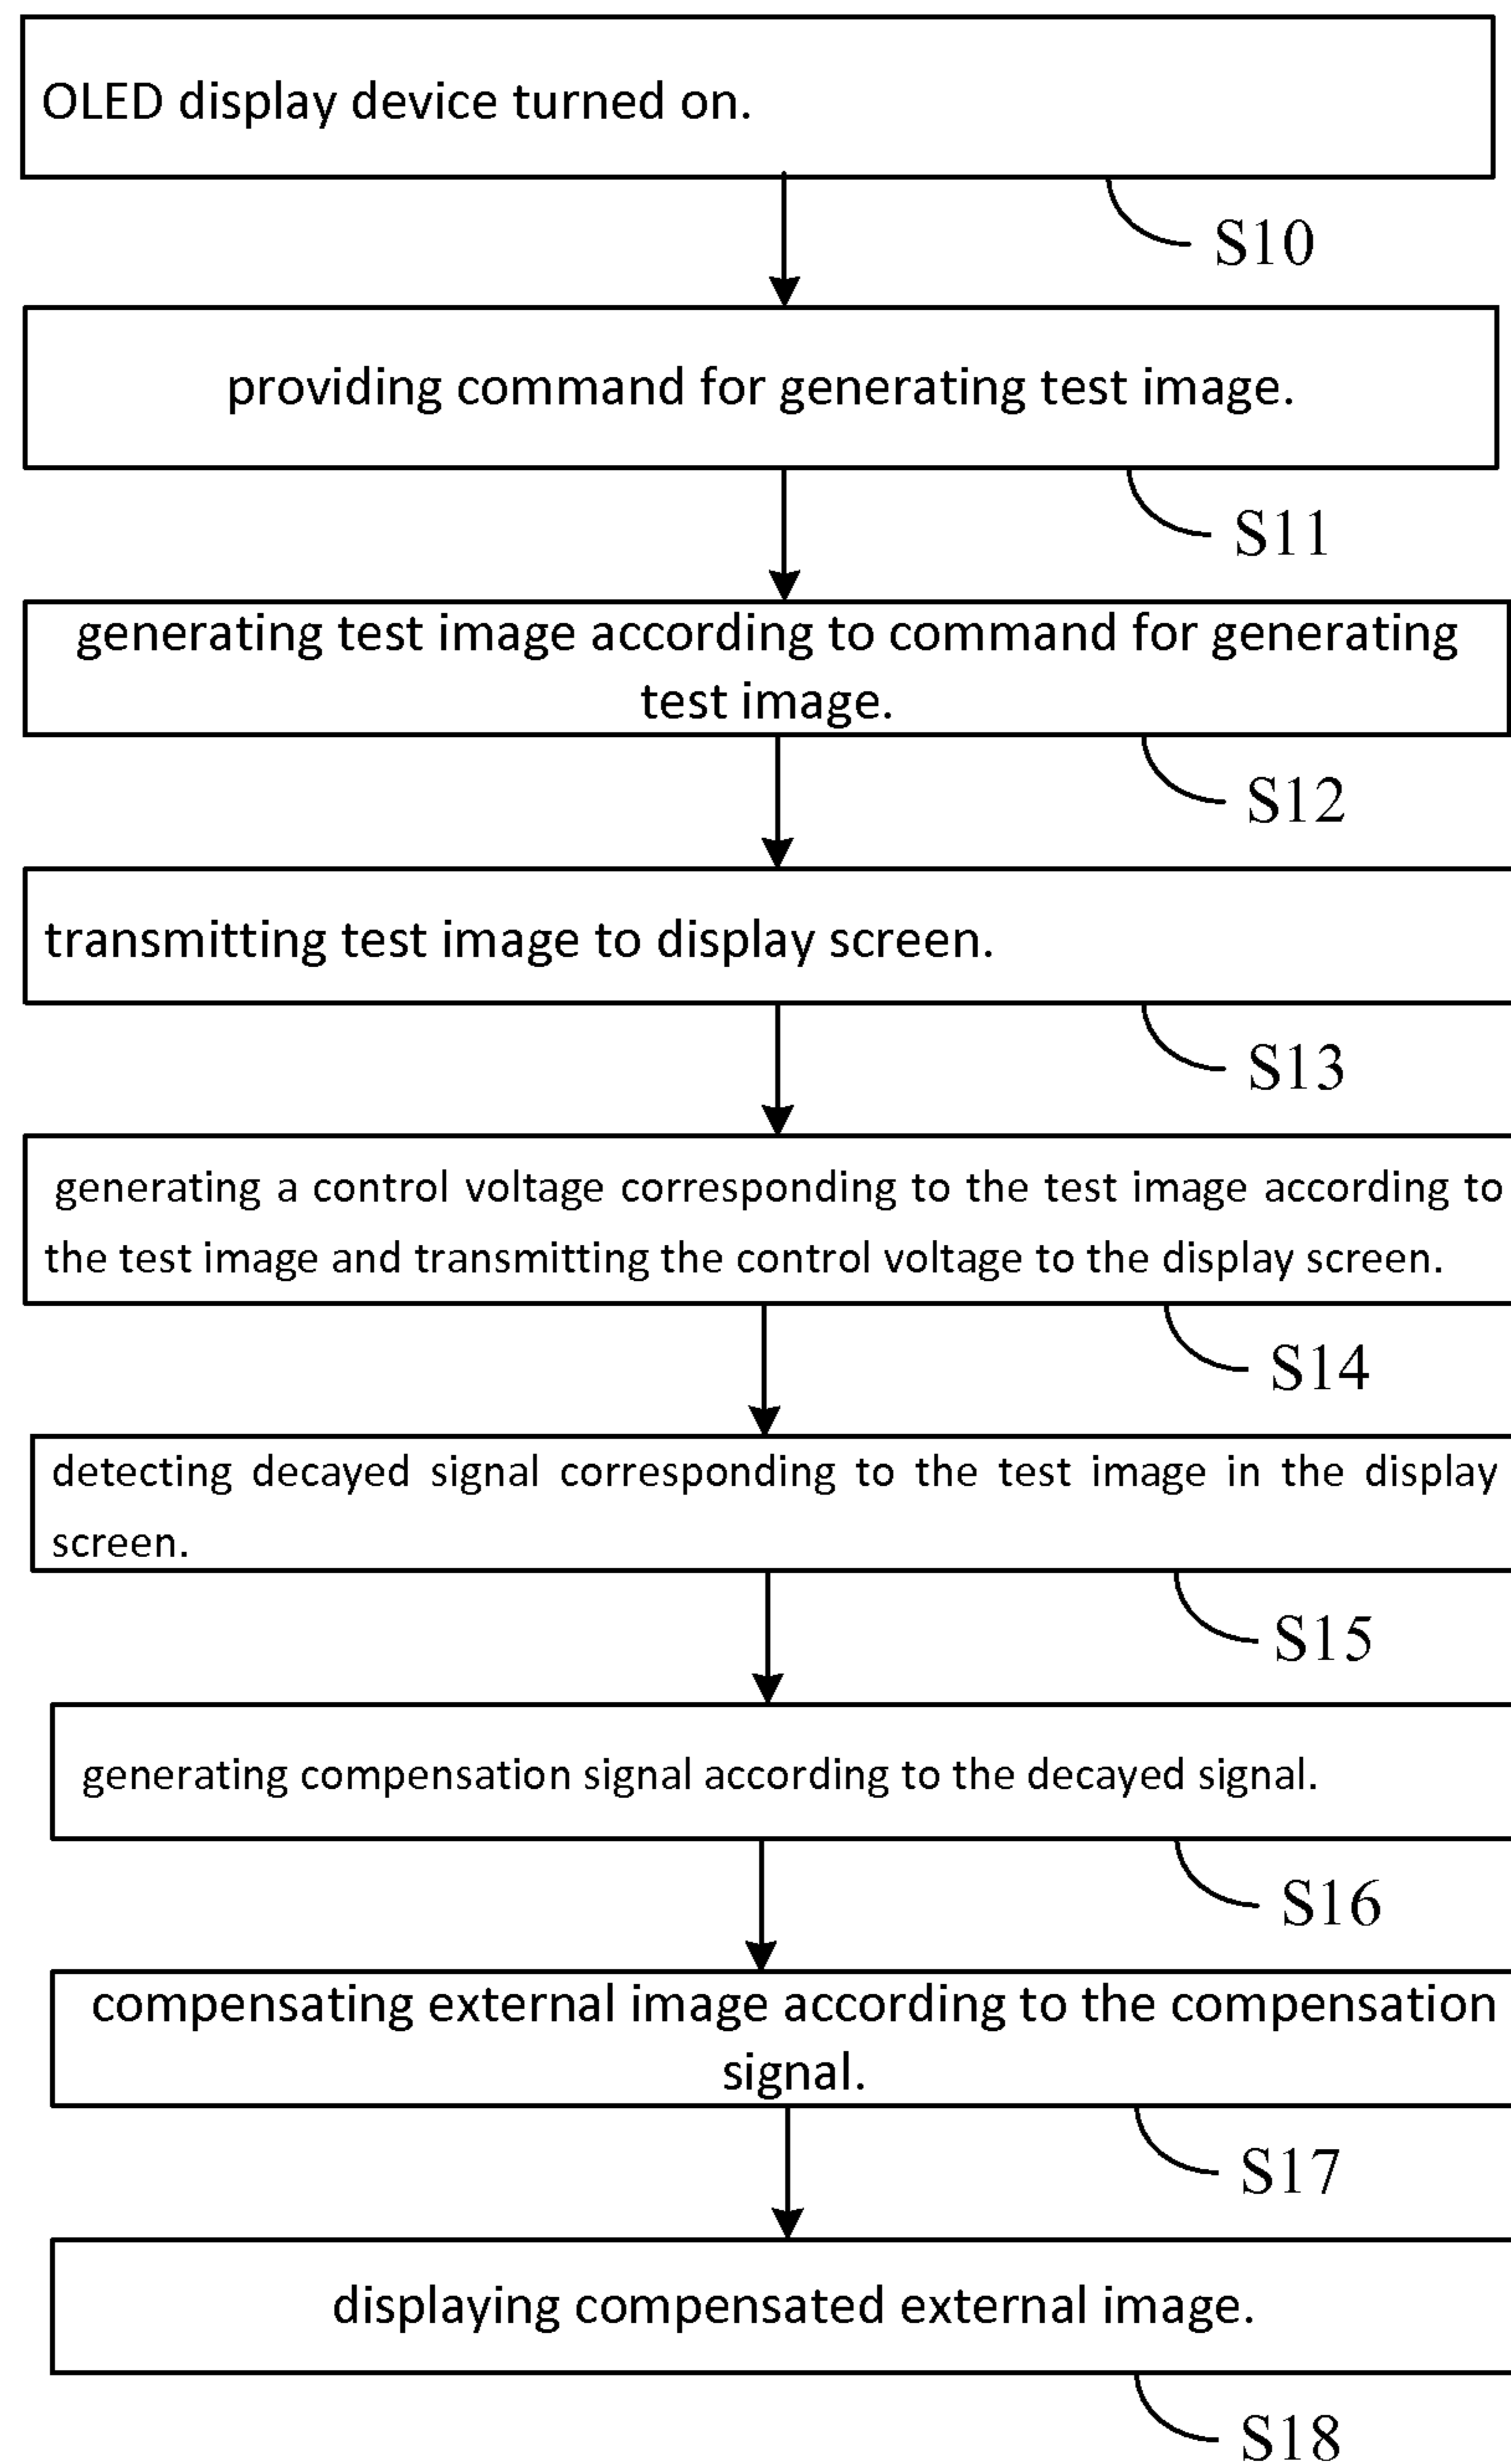 OLED display device turned on.
S10
providing command for generating test image.
S11
generating test image according to command for generating
test image.
S12
transmitting test image to display screen.
S13
generating a control voltage corresponding to the test image according to
the test image and transmitting the control voltage to the display screen.
S14
detecting decayed signal corresponding to the test image in the display
screen.
S15
generating compensation signal according to the decayed signal.
S16
compensating external image according to the compensation
signal.
S17
displaying compensated external image.
S18